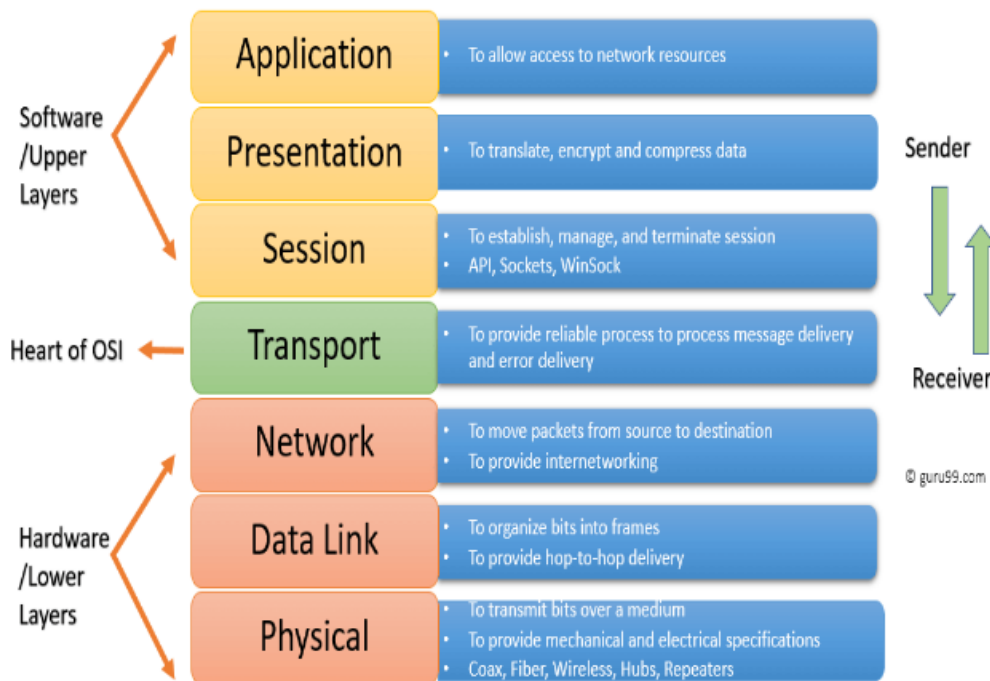 Application
• To allow access to network resources
Software
/Upper
Layers
Presentation
• To translate, encrypt and compress data
Sender
Session
• To establish, manage, and terminate session
• API, Sockets, WinSock
Heart of OSI
Transport
• To provide reliable process to process message delivery
and error delivery
Receiver
Network
• To move packets from source to destination
• To provide internetworking
© guru99.com
Hardware
/Lower
Layers
Data Link
• To organize bits into frames
• To provide hop-to-hop delivery
Physical
• To transmit bits over a medium
• To provide mechanical and electrical specifications
• Coax, Fiber, Wireless, Hubs, Repeaters